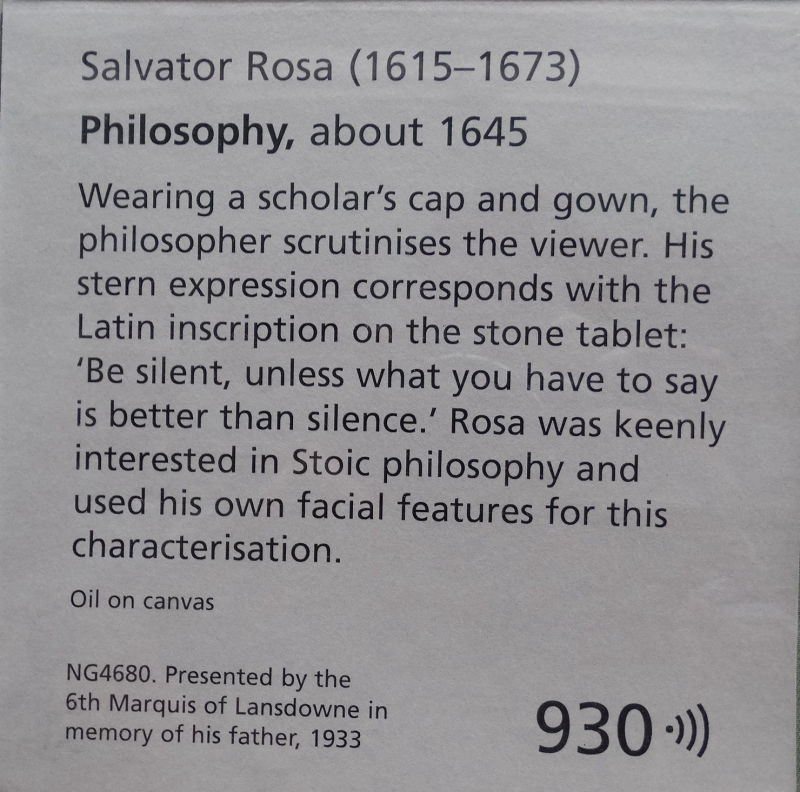 Salvator Rosa (1615–1673)
Philosophy, about 1645
Wearing a scholar’s cap and gown, the
philosopher scrutinises the viewer. His
stern expression corresponds with the
Latin inscription on the stone tablet:
‘Be silent, unless what you have to say
is better than silence.’ Rosa was keenly
interested in Stoic philosophy and
used his own facial features for this
characterisation.
Oil on canvas
NG4680. Presented by the
6th Marquis of Lansdowne in
memory of his father, 1933
930